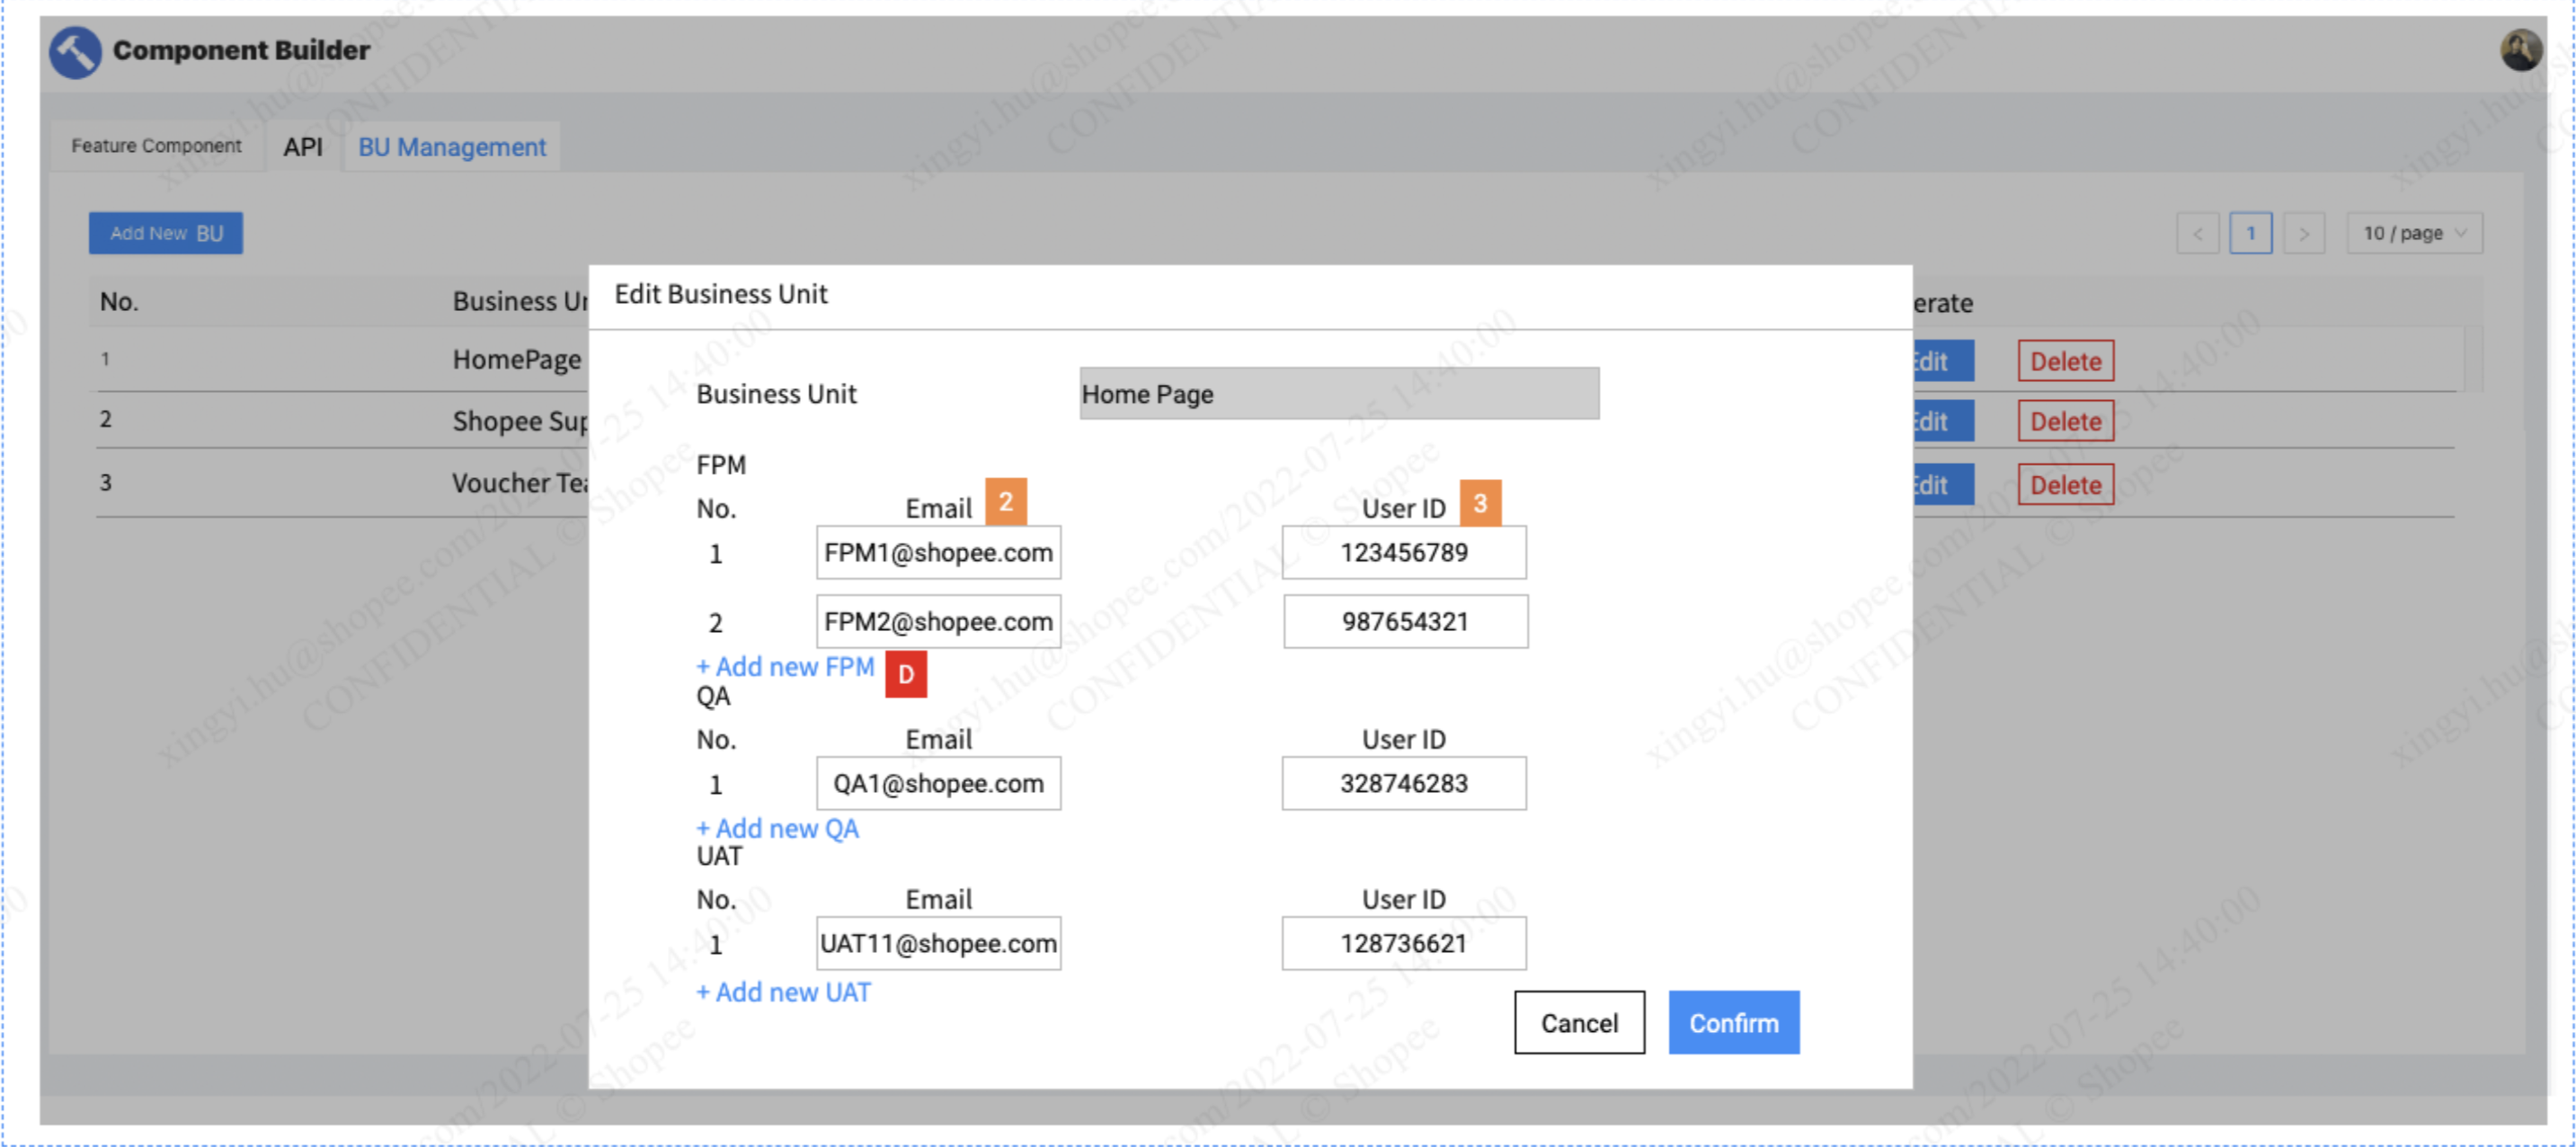 Component Builder
Feature Component API BU Management
Add New BU < 1 > 10 / page
No. Business Ur erate
1 HomePage Edit Delete
2 Shopee Sup Edit Delete
3 Voucher Tea Edit Delete
Edit Business Unit
Business Unit Home Page
FPM
No. Email 2 User ID 3
1 FPM1@shopee.com 123456789
2 FPM2@shopee.com 987654321
+ Add new FPM D
QA
No. Email User ID
1 QA1@shopee.com 328746283
+ Add new QA
UAT
No. Email User ID
1 UAT11@shopee.com 128736621
+ Add new UAT
Cancel Confirm
xingyi.hu@shopee.com/2022-07-25 14:40:00
CONFIDENTIAL © Shopee